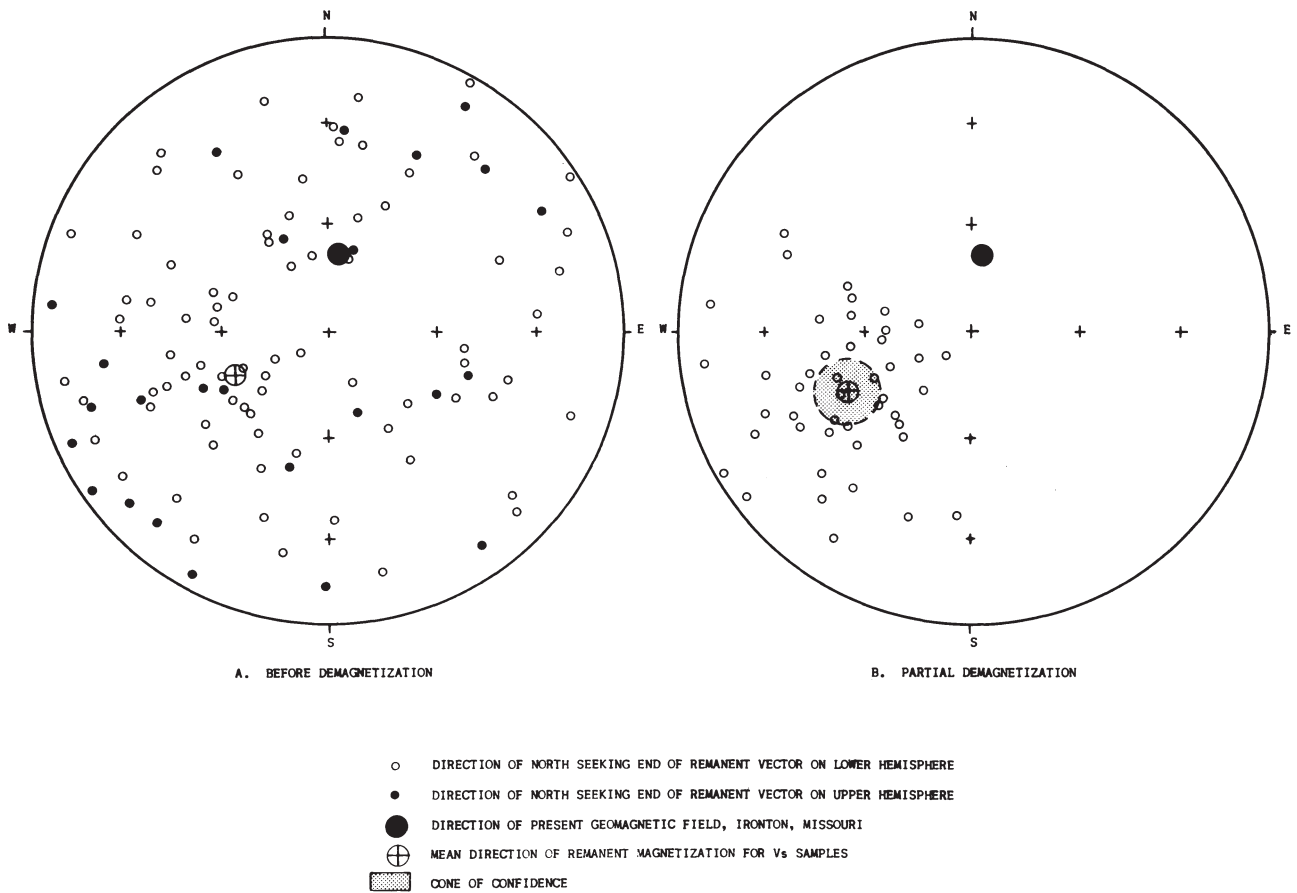 N
N
W
E
W
E
S
S
A. BEFORE DEMAGNETIZATION
B. PARTIAL DEMAGNETIZATION
DIRECTION OF NORTH SEEKING END OF REMANENT VECTOR ON LOWER HEMISPHERE
DIRECTION OF NORTH SEEKING END OF REMANENT VECTOR ON UPPER HEMISPHERE
DIRECTION OF PRESENT GEOMAGNETIC FIELD, IRONTON, MISSOURI
MEAN DIRECTION OF REMANENT MAGNETIZATION FOR Vs SAMPLES
CONE OF CONFIDENCE